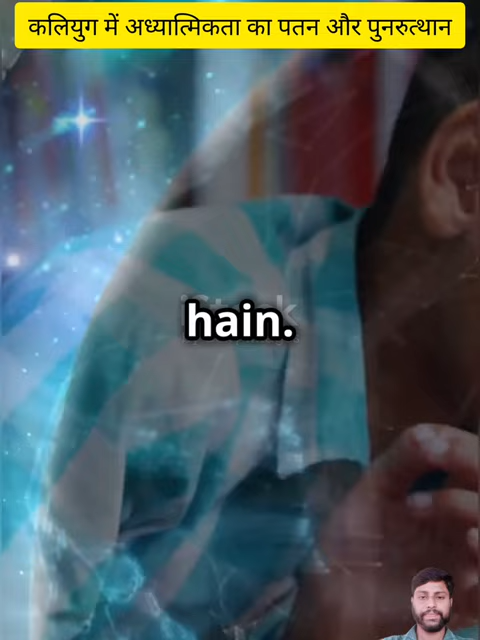 कलियुग में अध्यात्मिकता का पतन और पुनरुत्थान
hain.